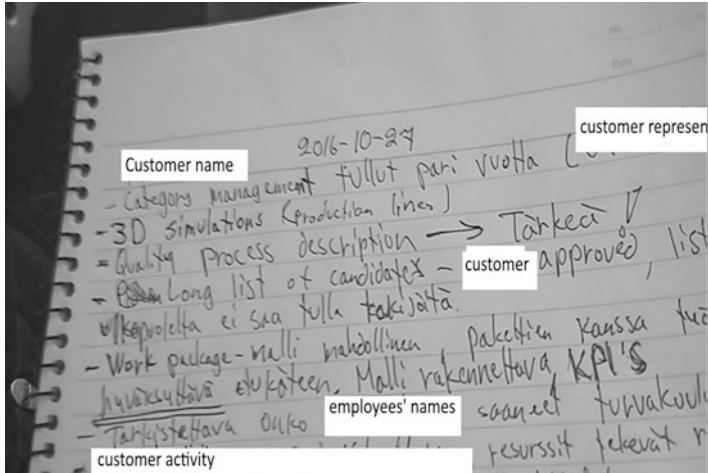 customer represen
2016-10-27
Customer name
- Category management tullut pari vuotta (
- 3D simulations (production lines)
- Quality process description → Tärkeä!
- Long list of candidates - customer approved, list
ulkopuolelta ei saa tulla tekijöitä.
- Work package-malli mahdollinen pakettien kanssa
hyväksyttävä etukäteen. Malli rakennettava, KPI'S
- Tarkistettava onko employees' names saaneet turvakoulu
customer activity resurssit tekevät